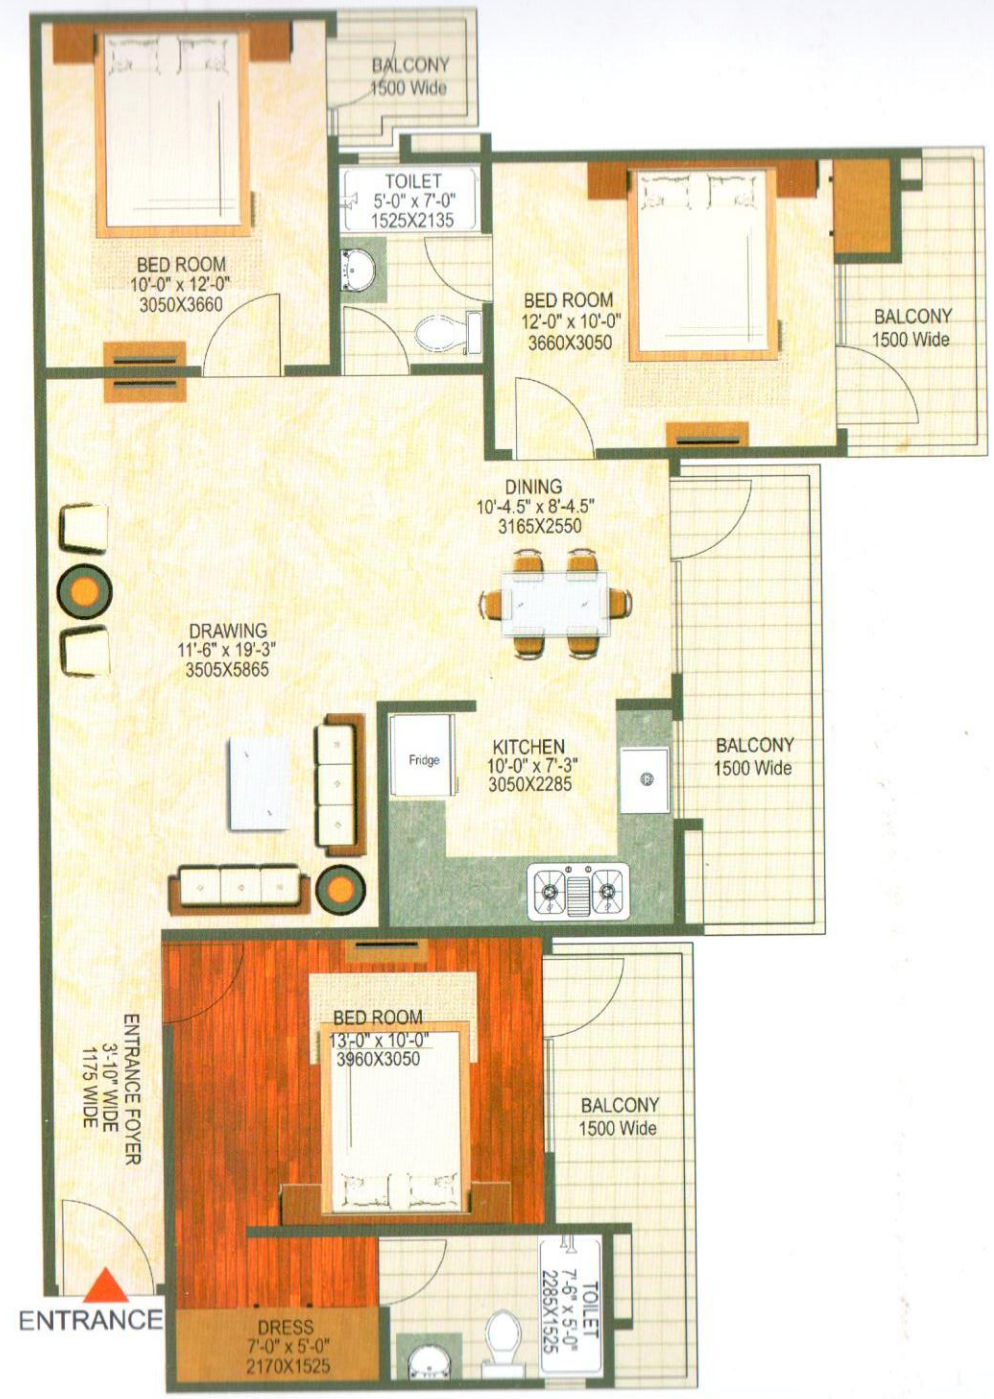 BALCONY
1500 Wide
TOILET
5'-0" x 7'-0"
1525X2135
BED ROOM
10'-0" x 12'-0"
3050X3660
BED ROOM
12'-0" x 10'-0"
3660X3050
BALCONY
1500 Wide
DINING
10'-4.5" x 8'-4.5"
3165X2550
DRAWING
11'-6" x 19'-3"
3505X5865
Fridge
KITCHEN
10'-0" x 7'-3"
3050X2285
BALCONY
1500 Wide
BED ROOM
13'-0" x 10'-0"
3960X3050
ENTRANCE FOYER
3'-10" WIDE
1175 WIDE
BALCONY
1500 Wide
ENTRANCE
DRESS
7'-0" x 5'-0"
2170X1525
TOILET
7'-6" x 5'-0"
2285X1525